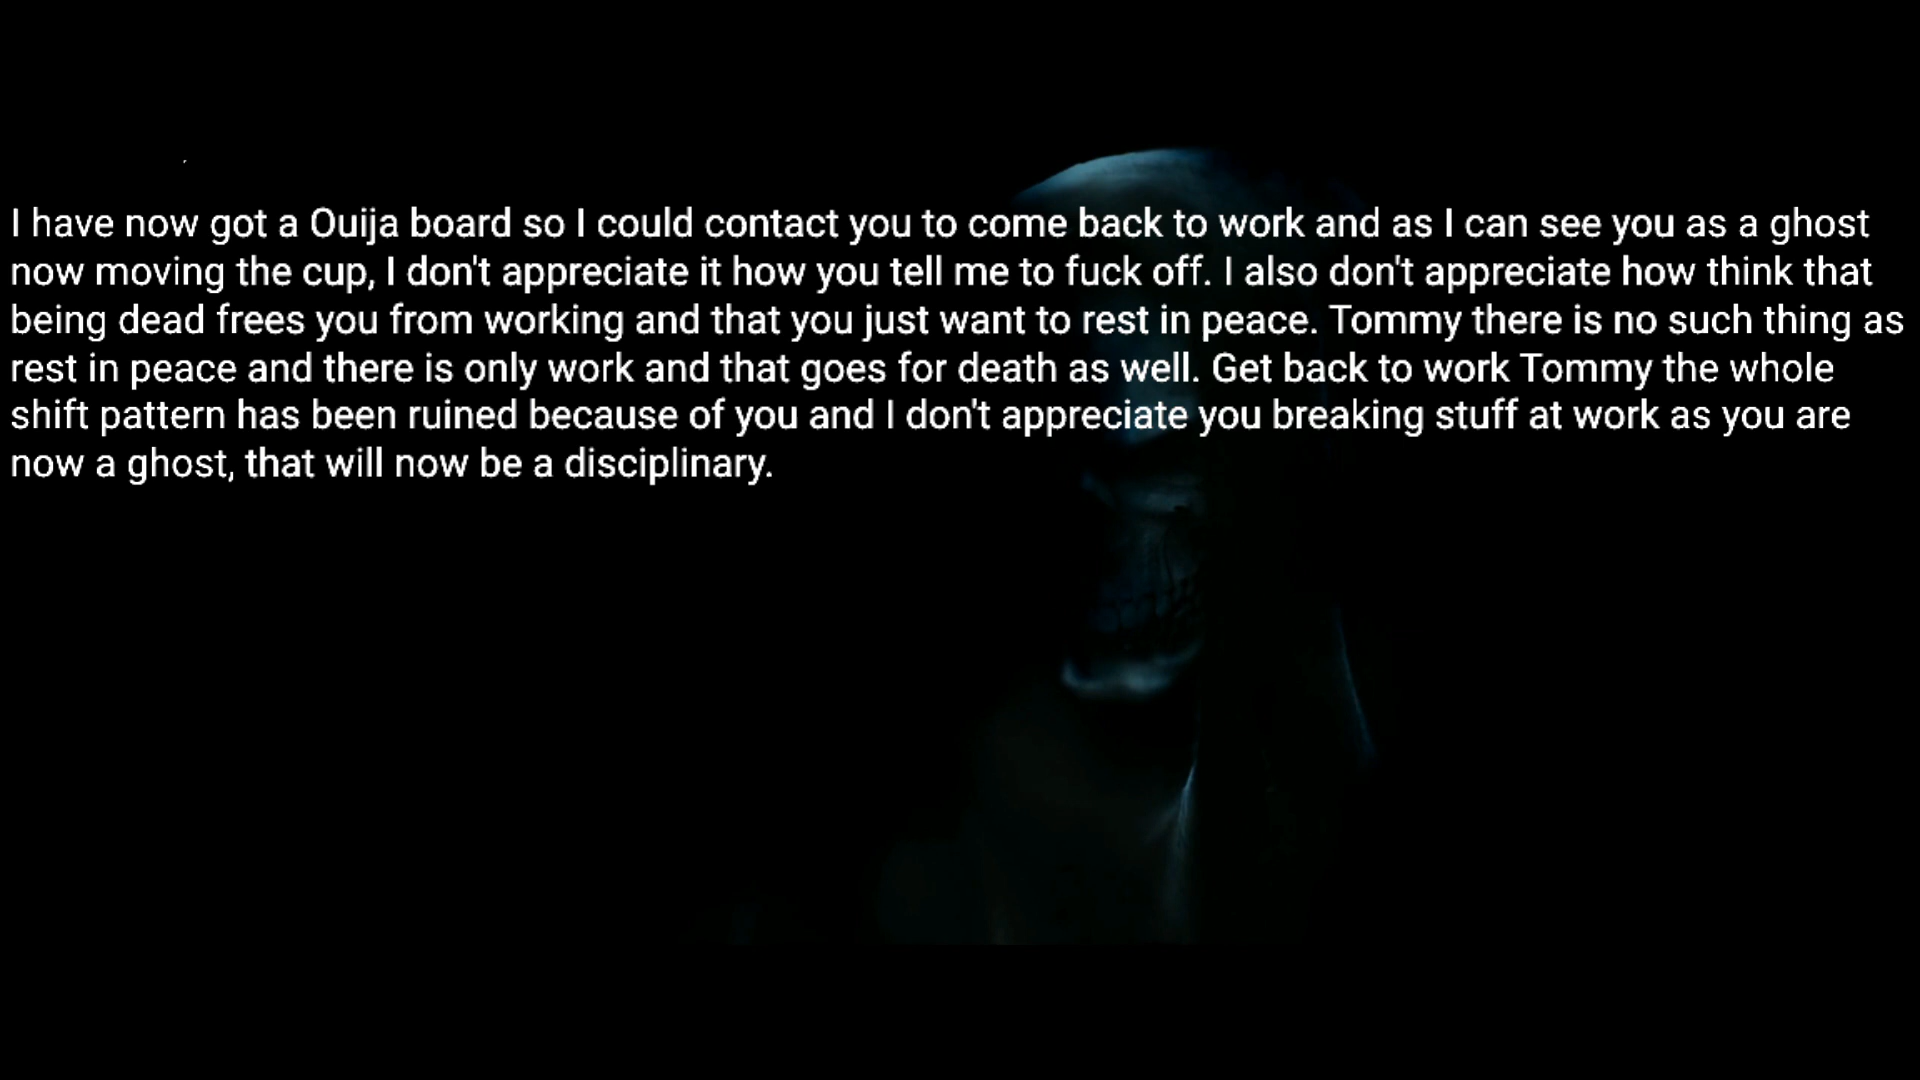 I have now got a Ouija board so I could contact you to come back to work and as I can see you as a ghost
now moving the cup, I don't appreciate it how you tell me to fuck off. I also don't appreciate how think that
being dead frees you from working and that you just want to rest in peace. Tommy there is no such thing as
rest in peace and there is only work and that goes for death as well. Get back to work Tommy the whole
shift pattern has been ruined because of you and I don't appreciate you breaking stuff at work as you are
now a ghost, that will now be a disciplinary.